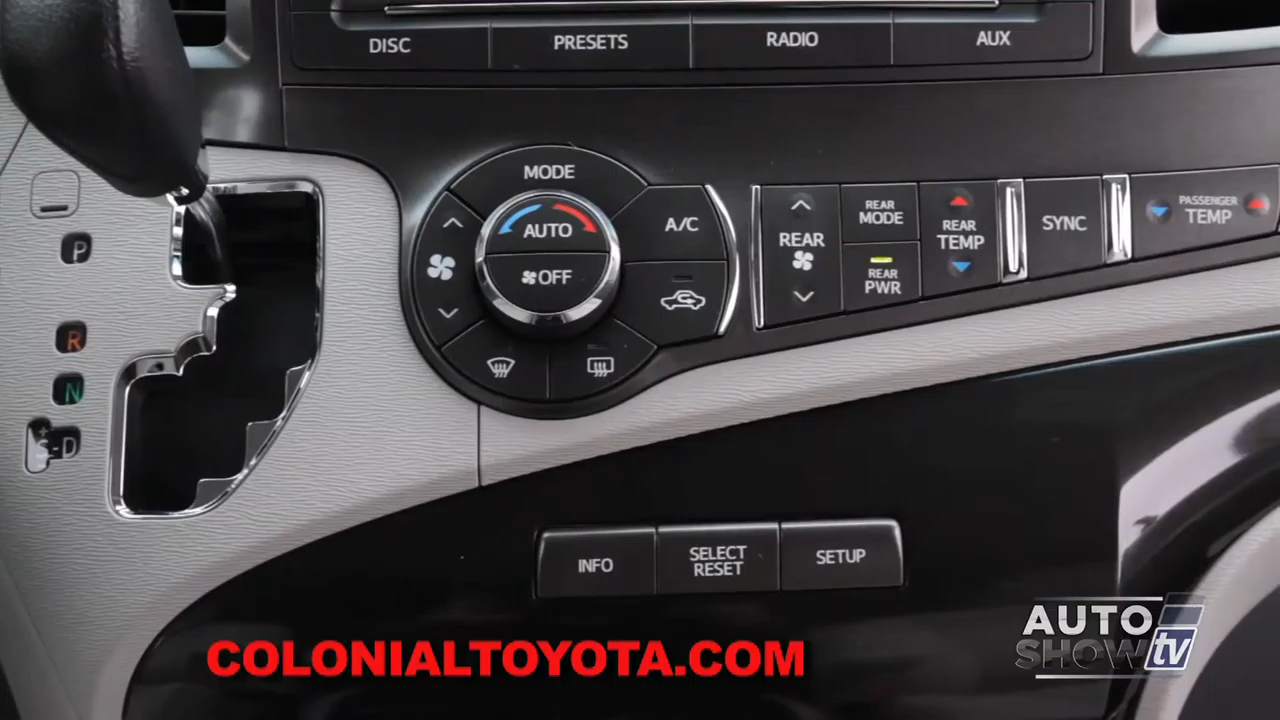 DISC
PRESETS
RADIO
AUX
MODE
AUTO
OFF
A/C
REAR
REAR
MODE
REAR
PWR
REAR
TEMP
SYNC
PASSENGER
TEMP
P
R
N
S-D
INFO
SELECT
RESET
SETUP
COLONIALTOYOTA.COM
AUTO
SHOW tv